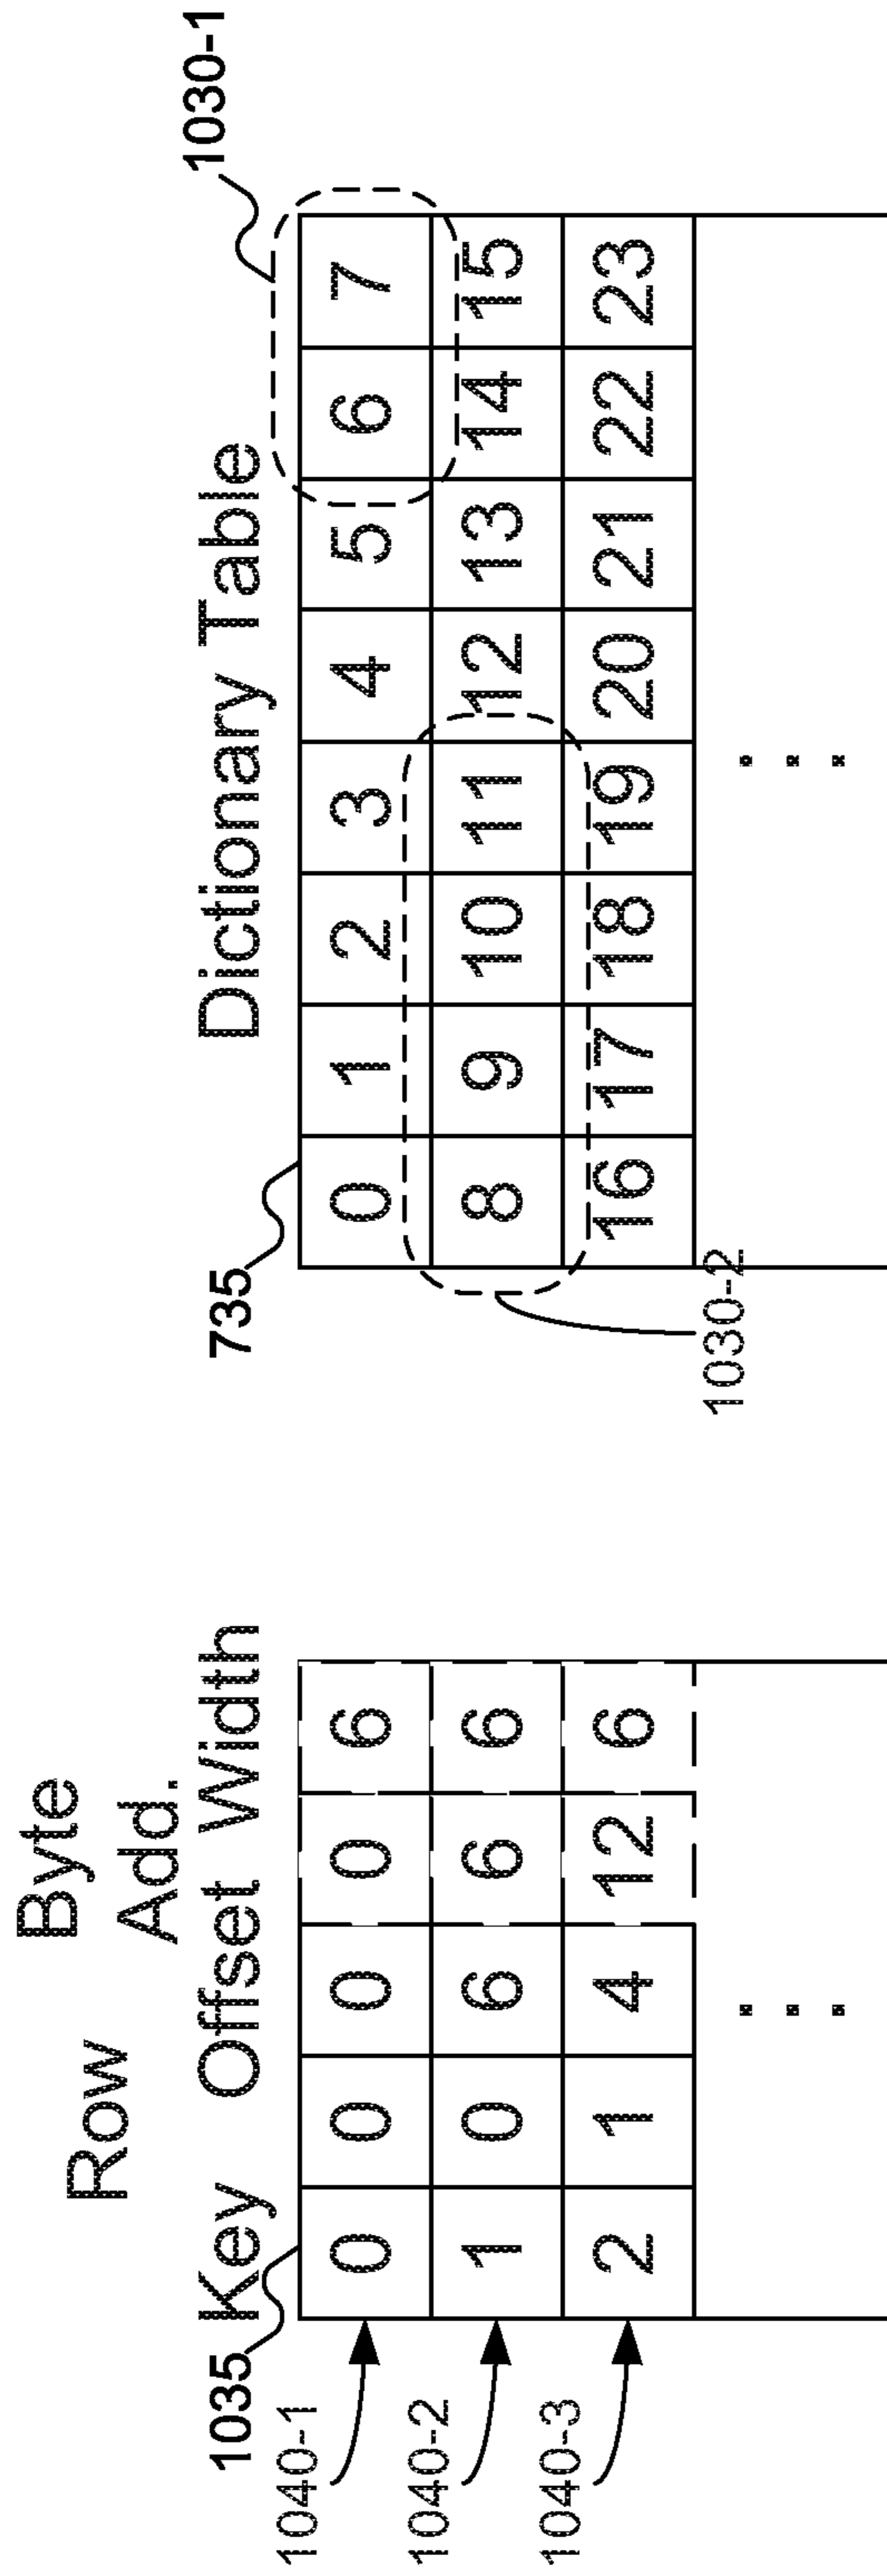 Byte
Row Add.
Key Offset Width
1035
1040-1 0 0 0 0 6
1040-2 1 0 6 6 6
1040-3 2 1 4 12 6
Dictionary Table
735
1030-1
0 1 2 3 4 5 6 7
8 9 10 11 12 13 14 15
16 17 18 19 20 21 22 23
1030-2